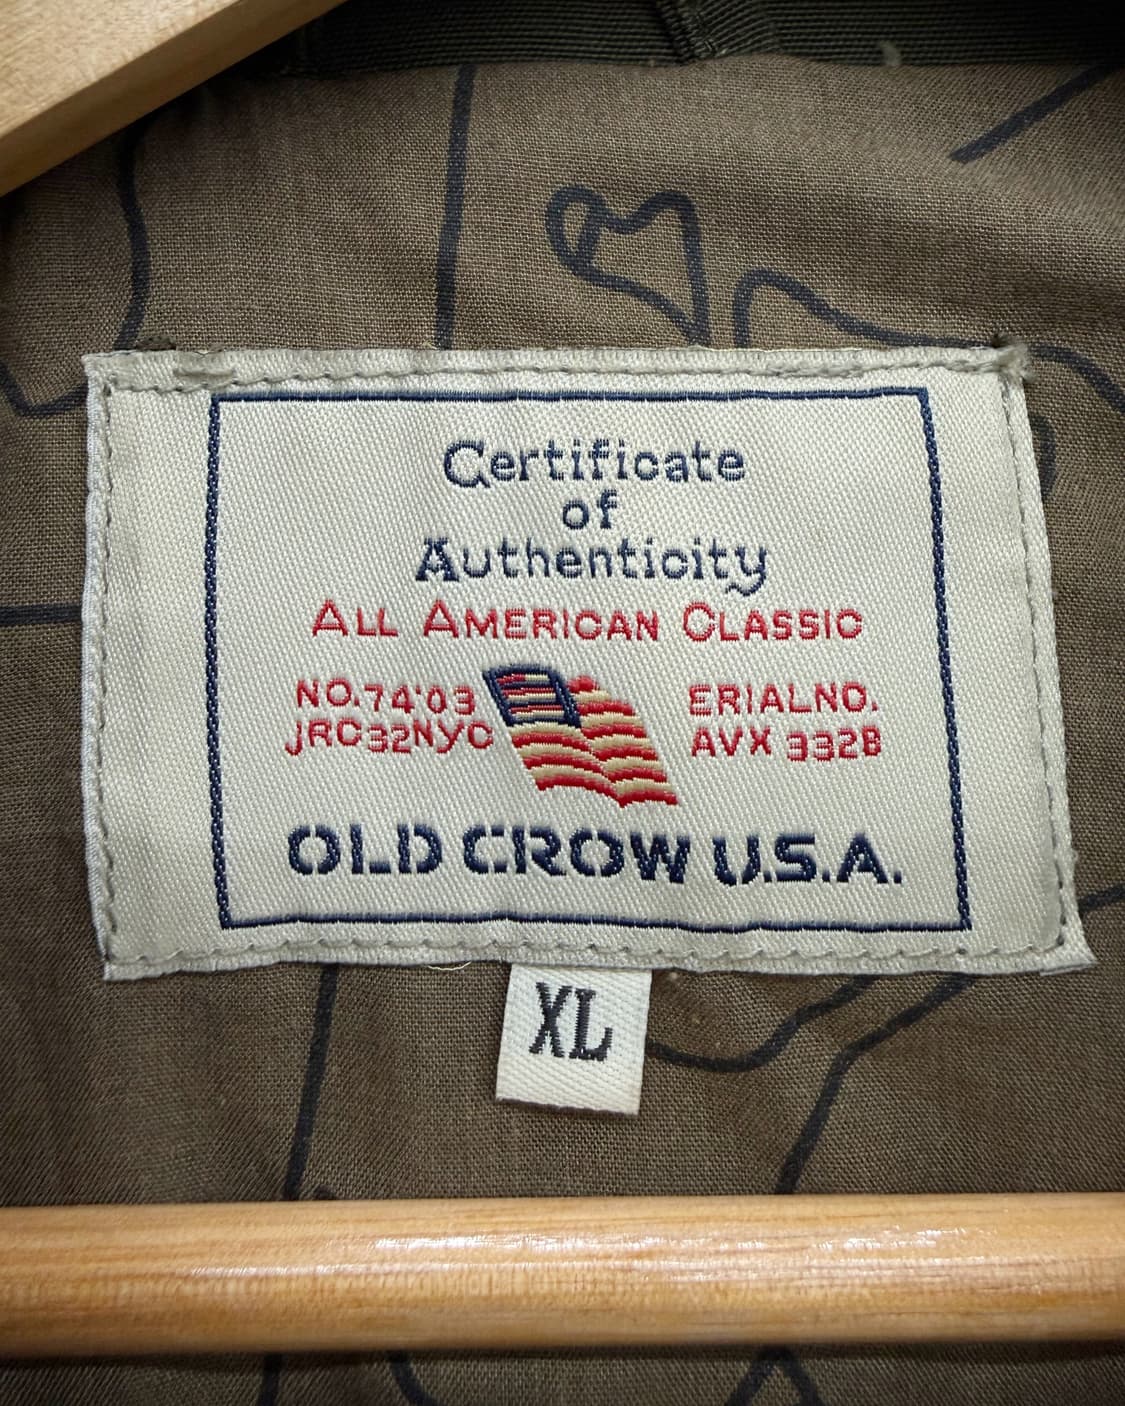 Certificate
of
Authenticity
ALL AMERICAN CLASSIC
NO.74'03
JRC32NYC
ERIALNO.
AVX 332B
OLD CROW U.S.A.
XL